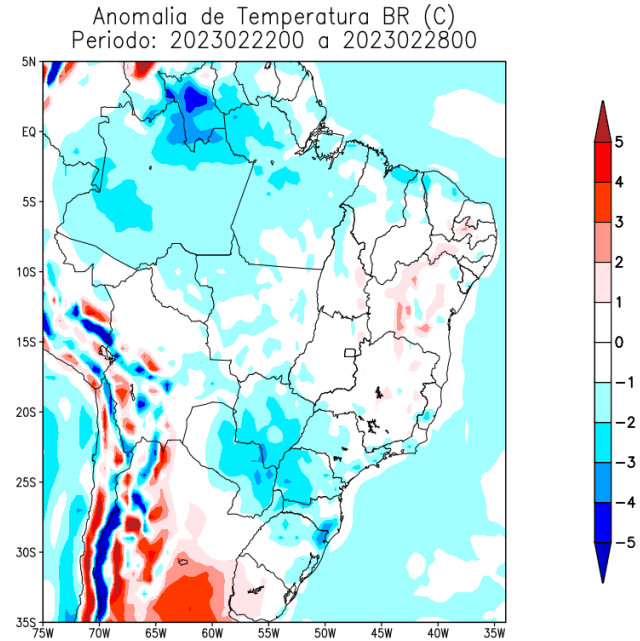 Anomalia de Temperatura BR (C)
Periodo: 2023022200 a 2023022800
5N
EQ
5S
10S
15S
20S
25S
30S
35S
75W 70W 65W 60W 55W 50W 45W 40W 35W
5
4
3
2
1
0
−1
−2
−3
−4
−5